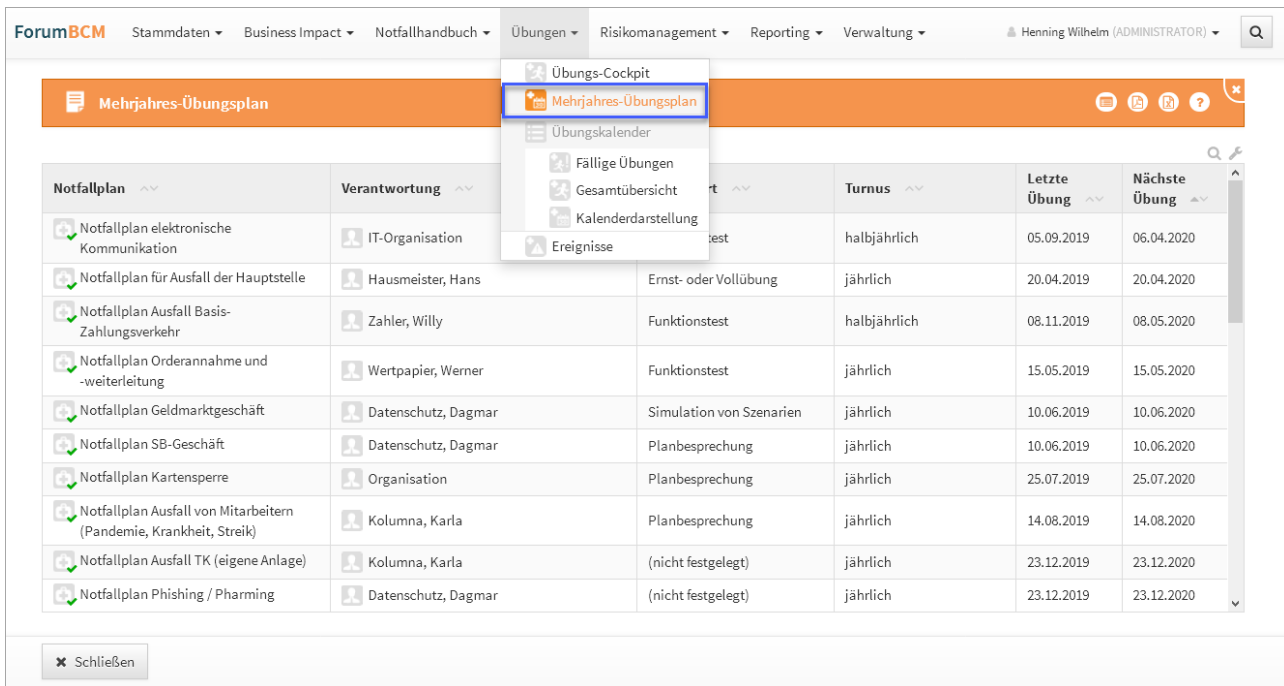 ForumBCM Stammdaten Business Impact Notfallhandbuch Übungen Risikomanagement Reporting Verwaltung Henning Wilhelm (ADMINISTRATOR)
Übungs-Cockpit
Mehrjahres-Übungsplan
Mehrjahres-Übungsplan
Übungskalender
Fällige Übungen
Gesamtübersicht
Kalenderdarstellung
Ereignisse
Notfallplan Verantwortung Turnus Letzte Übung Nächste Übung
Notfallplan elektronische
Kommunikation
IT-Organisation halbjährlich 05.09.2019 06.04.2020
Notfallplan für Ausfall der Hauptstelle Hausmeister, Hans Ernst- oder Vollübung jährlich 20.04.2019 20.04.2020
Notfallplan Ausfall Basis-
Zahlungsverkehr
Zahler, Willy Funktionstest halbjährlich 08.11.2019 08.05.2020
Notfallplan Orderannahme und
-weiterleitung
Wertpapier, Werner Funktionstest jährlich 15.05.2019 15.05.2020
Notfallplan Geldmarktgeschäft Datenschutz, Dagmar Simulation von Szenarien jährlich 10.06.2019 10.06.2020
Notfallplan SB-Geschäft Datenschutz, Dagmar Planbesprechung jährlich 10.06.2019 10.06.2020
Notfallplan Kartensperre Organisation Planbesprechung jährlich 25.07.2019 25.07.2020
Notfallplan Ausfall von Mitarbeitern
(Pandemie, Krankheit, Streik)
Kolumna, Karla Planbesprechung jährlich 14.08.2019 14.08.2020
Notfallplan Ausfall TK (eigene Anlage) Kolumna, Karla (nicht festgelegt) jährlich 23.12.2019 23.12.2020
Notfallplan Phishing / Pharming Datenschutz, Dagmar (nicht festgelegt) jährlich 23.12.2019 23.12.2020
Schließen